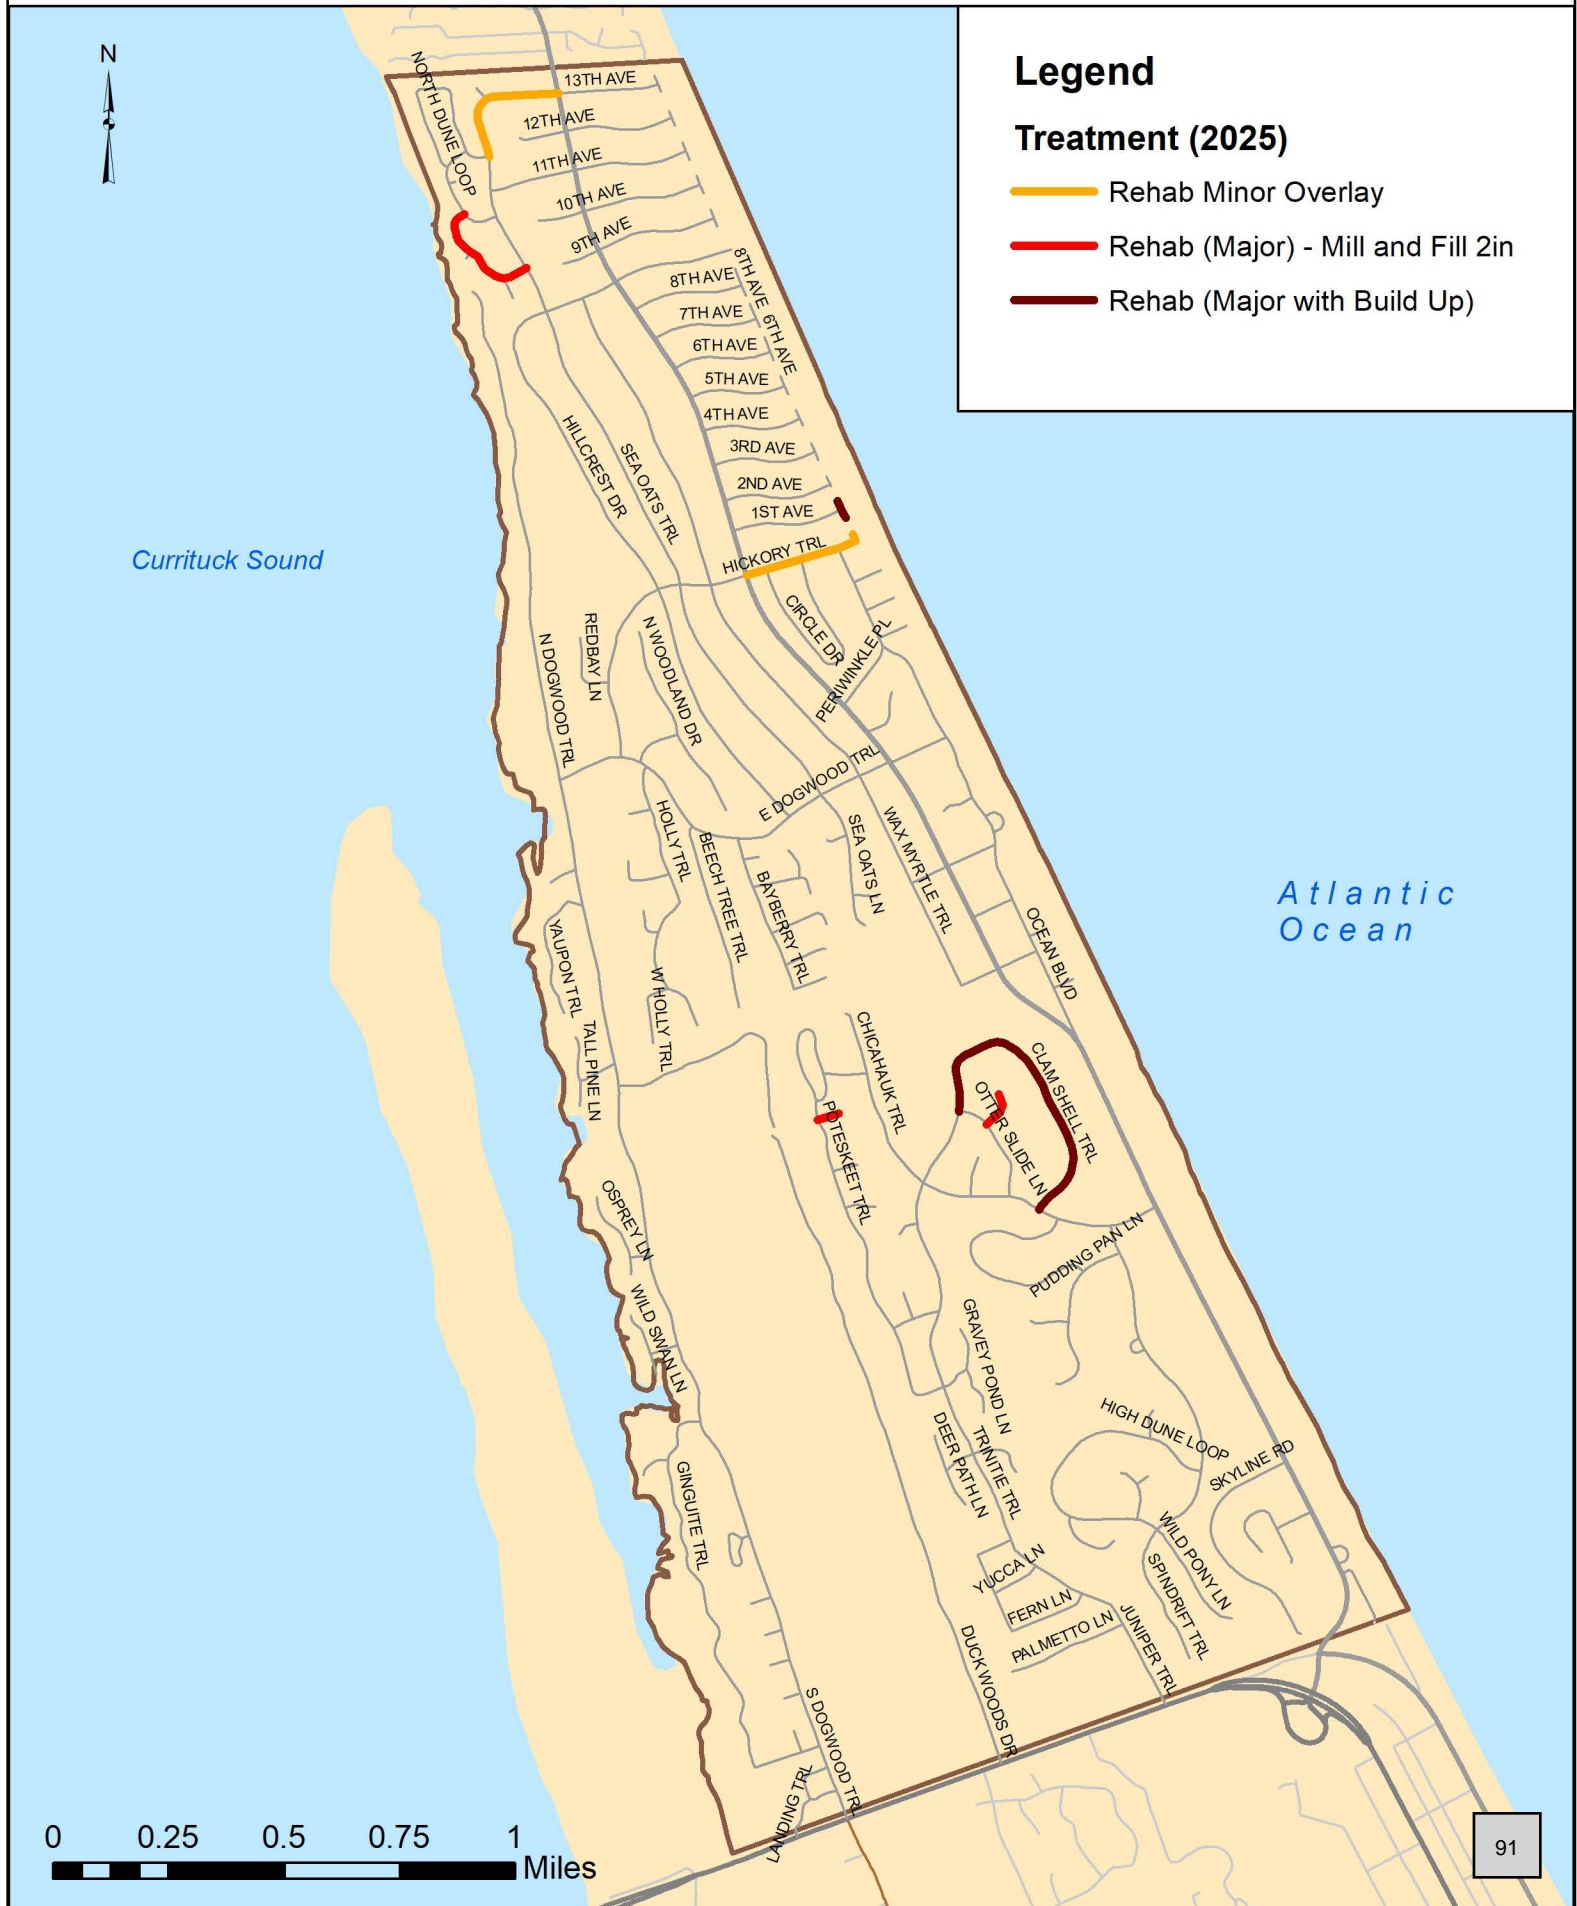 N
NORTH DUNE LOOP
13TH AVE
12TH AVE
11TH AVE
10TH AVE
9TH AVE
8TH AVE
8TH AVE
7TH AVE
6TH AVE
6TH AVE
5TH AVE
4TH AVE
3RD AVE
2ND AVE
1ST AVE
HICKORY TRL
HILLCREST DR
SEA OATS TRL
Legend
Treatment (2025)
Rehab Minor Overlay
Rehab (Major) - Mill and Fill 2in
Rehab (Major with Build Up)
Currituck Sound
REDBAY LN
N DOGWOOD TRL
N WOODLAND DR
CIRCLE DR
PERIWINKLE PL
E DOGWOOD TRL
HOLLY TRL
BEECH TREE TRL
BAYBERRY TRL
SEA OATS LN
WAX MYRTLE TRL
OCEAN BLVD
Atlantic
Ocean
YAUPON TRL
TALL PINE LN
W HOLLY TRL
CHICAHAUK TRL
POTESKEET TRL
OTTER SLIDE LN
CLAM SHELL TRL
OSPREY LN
WILD SWAN LN
PUDDING PAN LN
GRAVEY POND LN
DEER PATH LN
TRINITIE TRL
HIGH DUNE LOOP
SKYLINE RD
GINGUITE TRL
YUCCA LN
FERN LN
PALMETTO LN
WILD PONY LN
SPINDRIFT TRL
JUNIPER TRL
DUCK WOODS DR
S DOGWOOD TRL
LANDING TRL
0 0.25 0.5 0.75 1
Miles
91